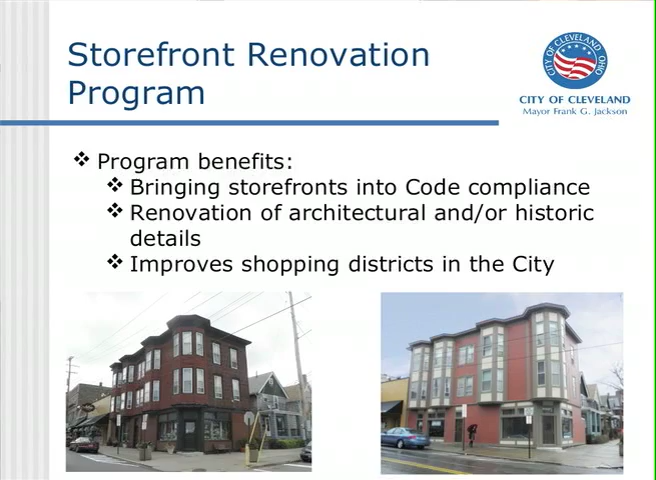 Storefront Renovation
Program
CITY OF CLEVELAND OHIO
CITY OF CLEVELAND
Mayor Frank G. Jackson
❖ Program benefits:
❖ Bringing storefronts into Code compliance
❖ Renovation of architectural and/or historic
details
❖ Improves shopping districts in the City